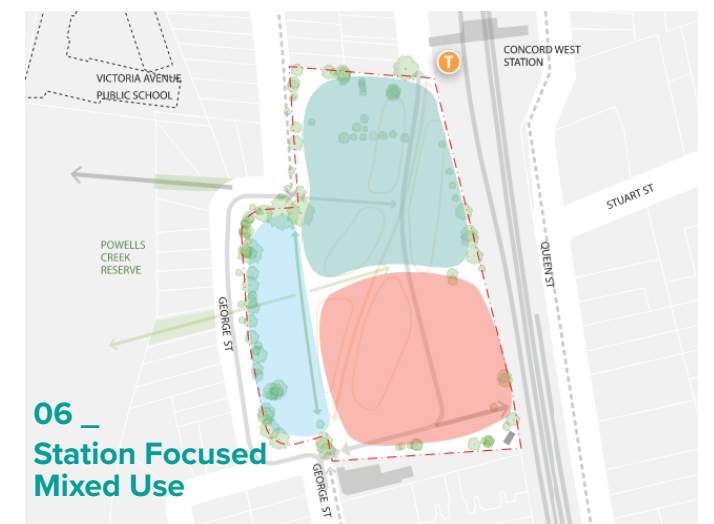 CONCORD WEST
STATION
T
VICTORIA AVENUE
PUBLIC SCHOOL
STUART ST
POWELLS
CREEK
RESERVE
QUEEN ST
GEORGE ST
06 _
Station Focused
Mixed Use
GEORGE ST